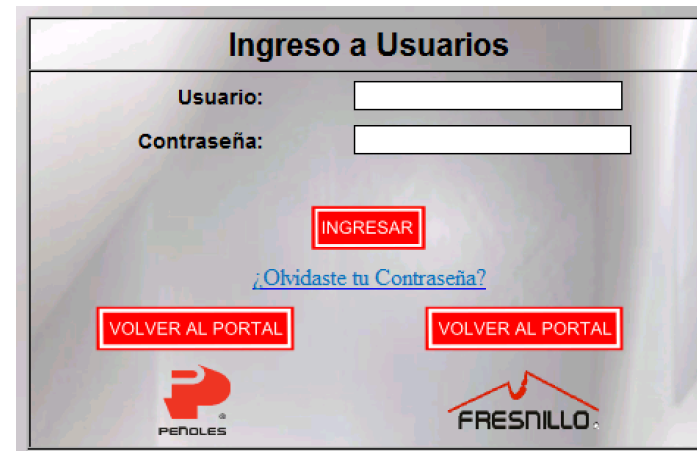 Ingreso a Usuarios
Usuario:
Contraseña:
INGRESAR
¿Olvidaste tu Contraseña?
VOLVER AL PORTAL VOLVER AL PORTAL
PEÑOLES FRESNILLO